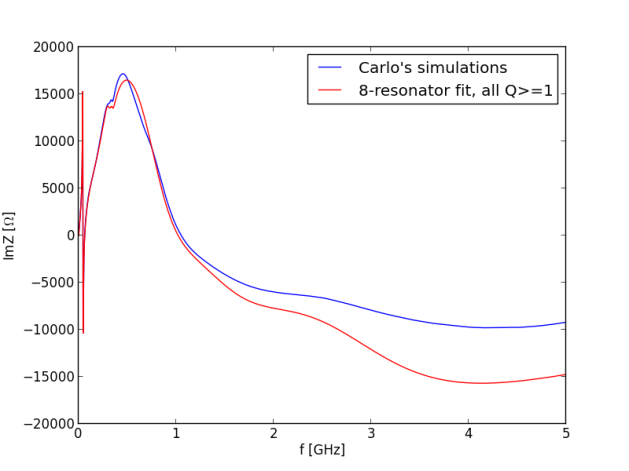 20000
15000
10000
5000
0
−5000
−10000
−15000
−20000
ImZ [Ω]
Carlo's simulations
8-resonator fit, all Q>=1
0 1 2 3 4 5
f [GHz]